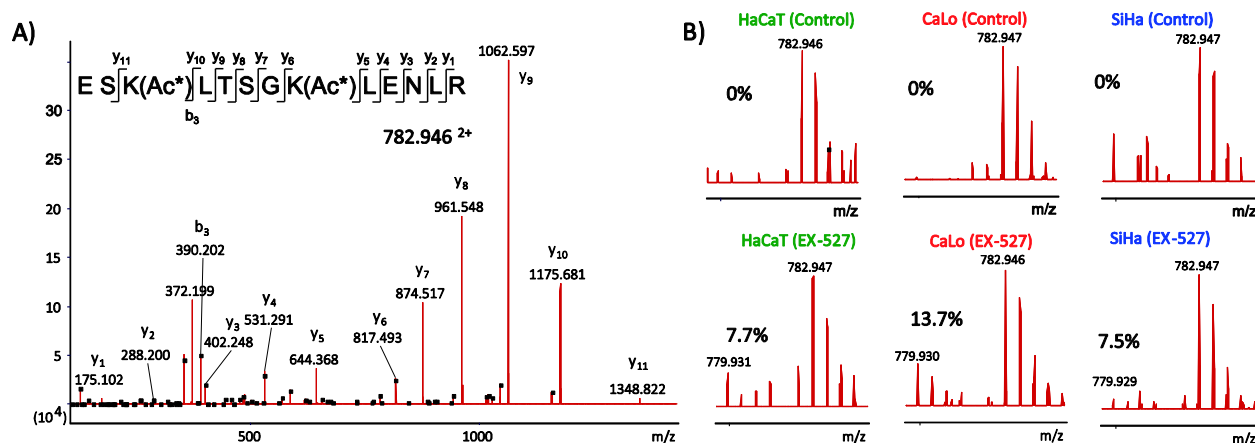 A)
y11 y10 y9 y8 y7 y6 y5 y4 y3 y2 y1
E S K(Ac*)L T S G K(Ac*)L E N L R
b3
782.946 2+
1062.597
y9
y8
961.548
y10
1175.681
y7
874.517
b3
390.202
372.199
y3
402.248
y4
531.291
y2
288.200
y1
175.102
y5
644.368
y6
817.493
y11
1348.822
30
25
20
15
10
5
(10⁴)
500
1000
m/z
B)
HaCaT (Control)
782.946
0%
m/z
CaLo (Control)
782.947
0%
m/z
SiHa (Control)
782.947
0%
m/z
HaCaT (EX-527)
782.947
7.7%
779.931
m/z
CaLo (EX-527)
782.946
13.7%
779.930
m/z
SiHa (EX-527)
782.947
7.5%
779.929
m/z